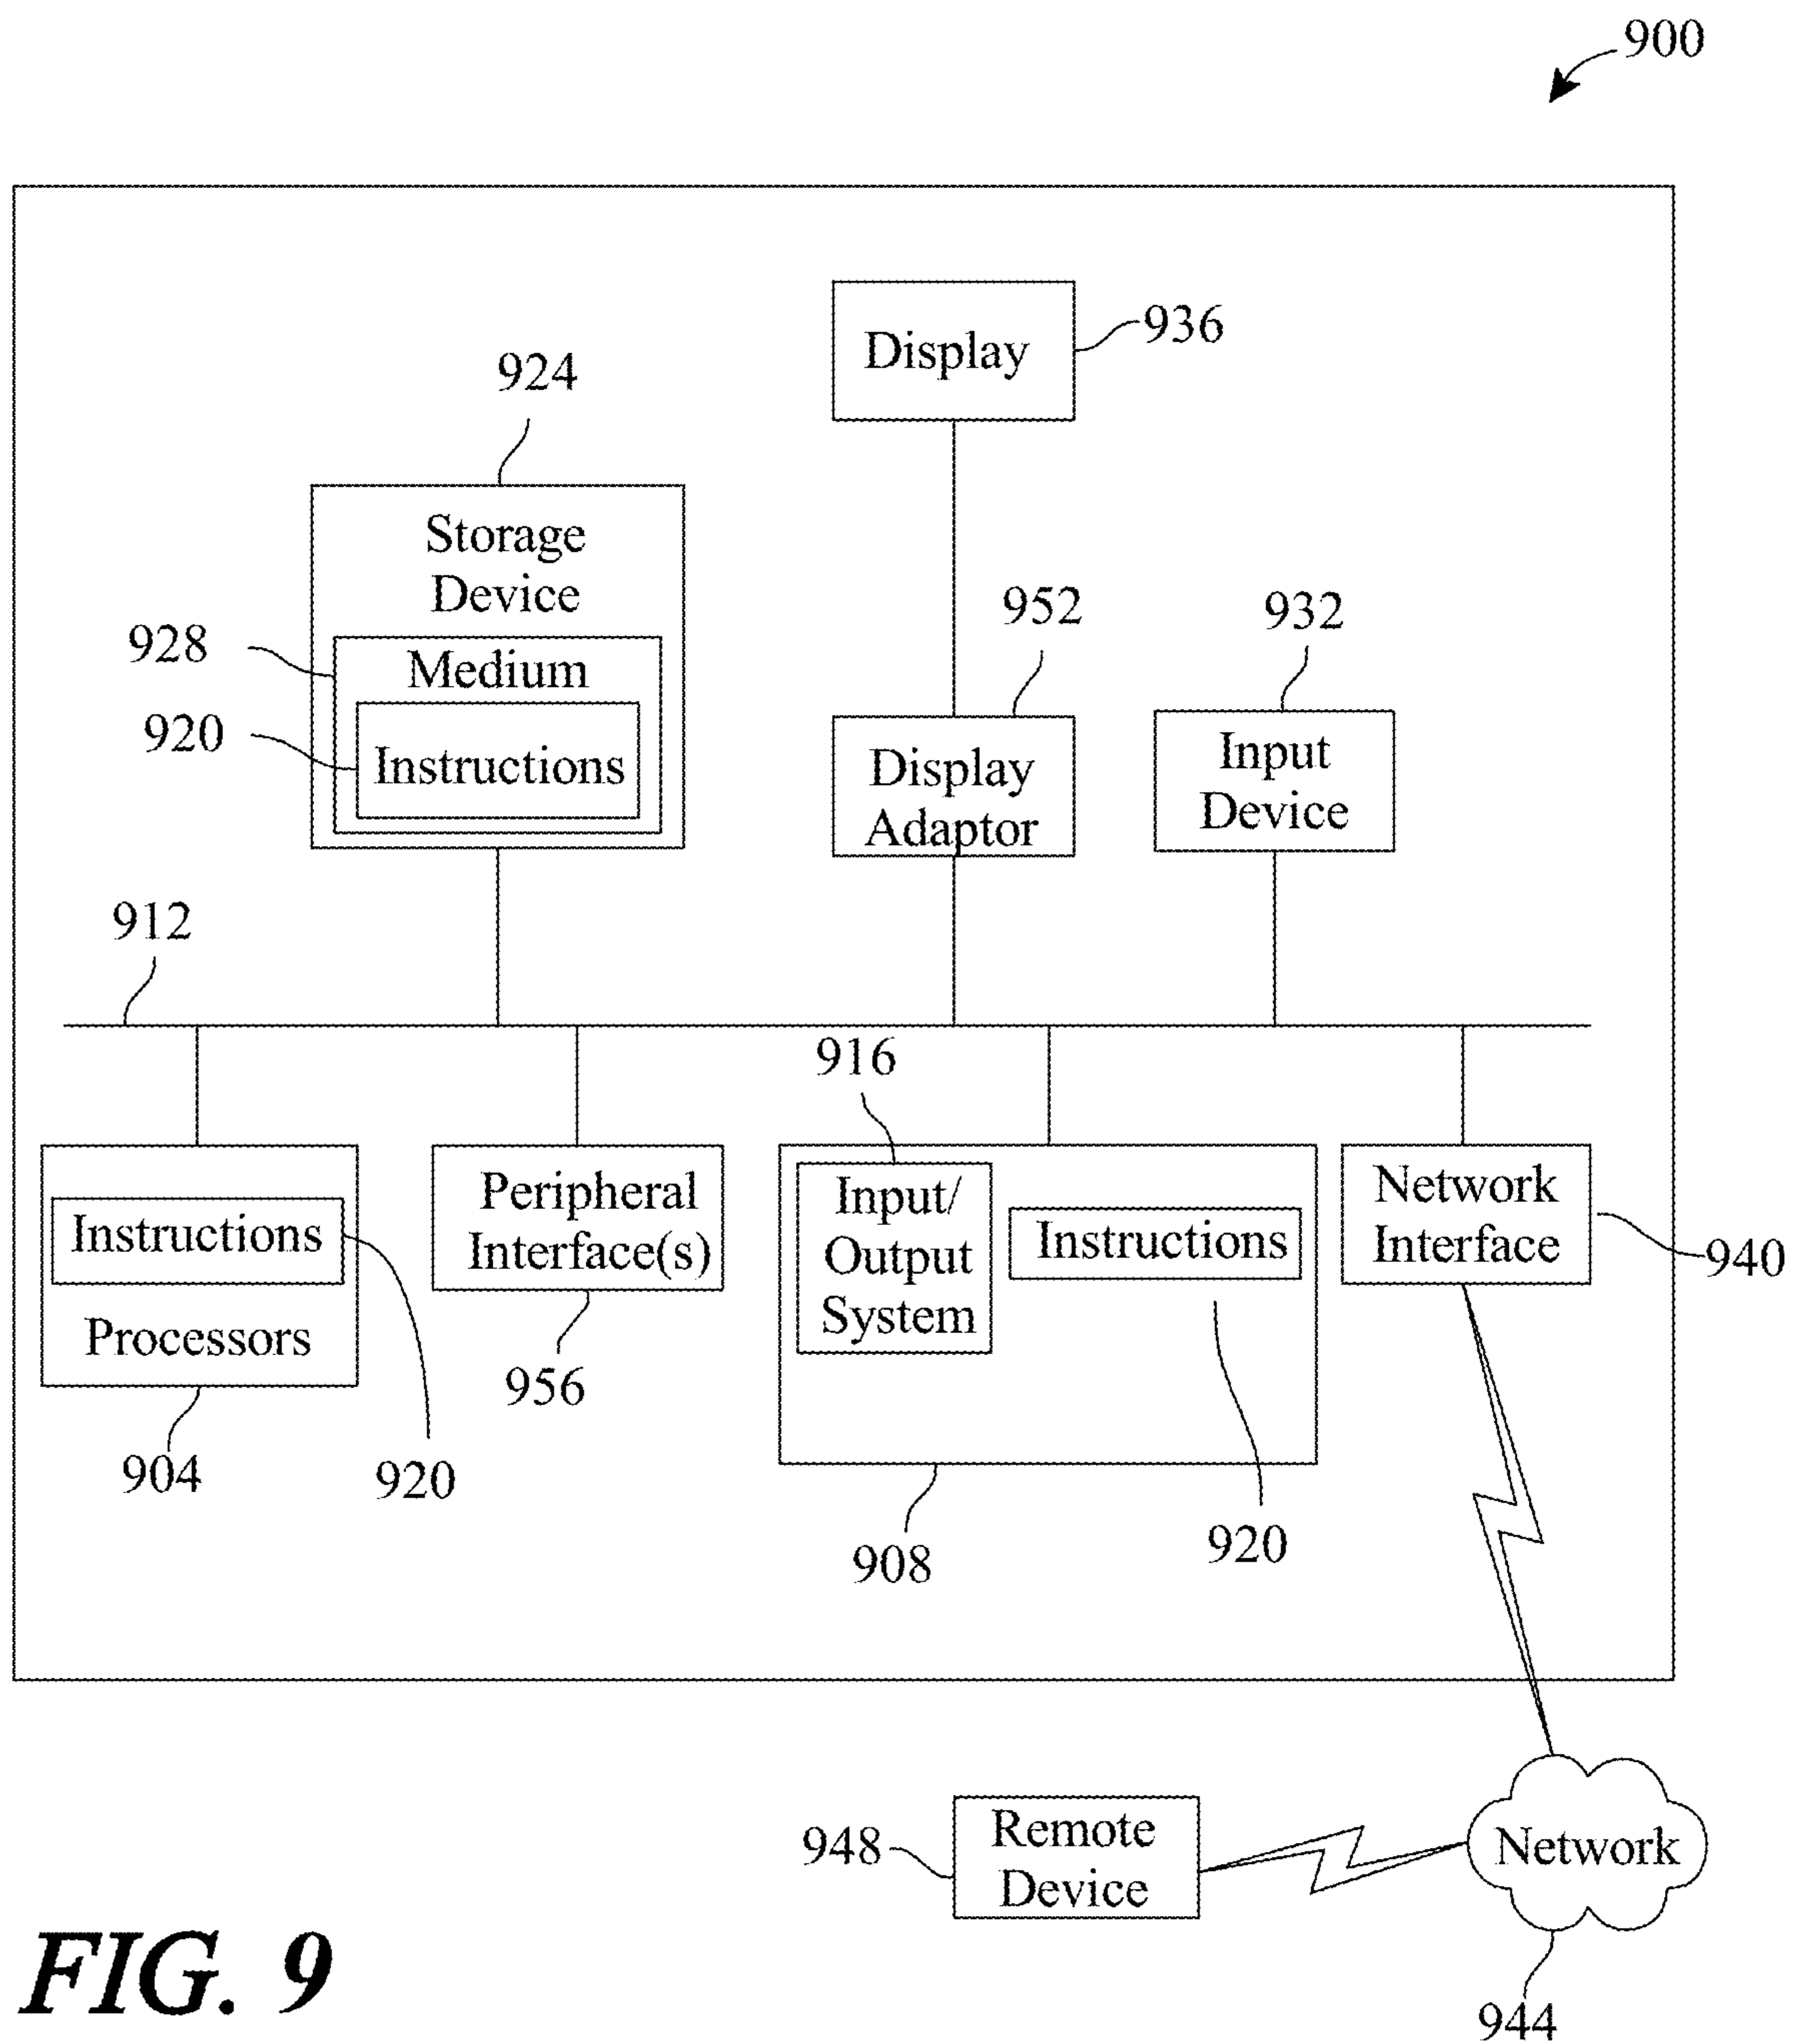 900
Display
936
924
Storage
Device
928
Medium
920
Instructions
952
Display
Adaptor
932
Input
Device
912
916
Instructions
Processors
904
920
Peripheral
Interface(s)
956
Input/
Output
System
Instructions
908
920
Network
Interface
940
948
Remote
Device
Network
944
FIG. 9